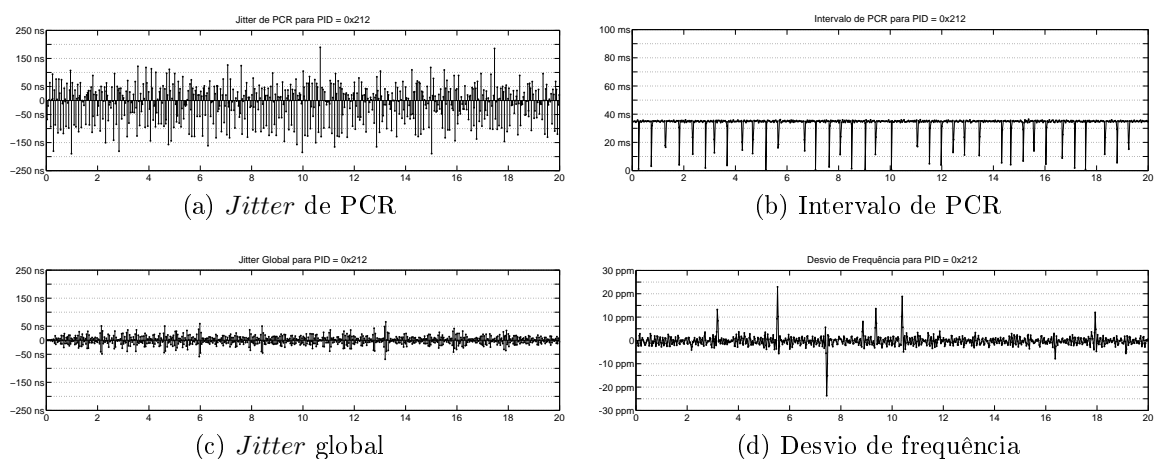 Jitter de PCR para PID = 0x212
250 ns
150 ns
50 ns
0
−50 ns
−150 ns
−250 ns
0 2 4 6 8 10 12 14 16 18 20
(a) Jitter de PCR
Intervalo de PCR para PID = 0x212
100 ms
80 ms
60 ms
40 ms
20 ms
0
0 2 4 6 8 10 12 14 16 18 20
(b) Intervalo de PCR
Jitter Global para PID = 0x212
250 ns
150 ns
50 ns
0
−50 ns
−150 ns
−250 ns
0 2 4 6 8 10 12 14 16 18 20
(c) Jitter global
Desvio de Frequência para PID = 0x212
30 ppm
20 ppm
10 ppm
0
-10 ppm
-20 ppm
-30 ppm
0 2 4 6 8 10 12 14 16 18 20
(d) Desvio de frequência